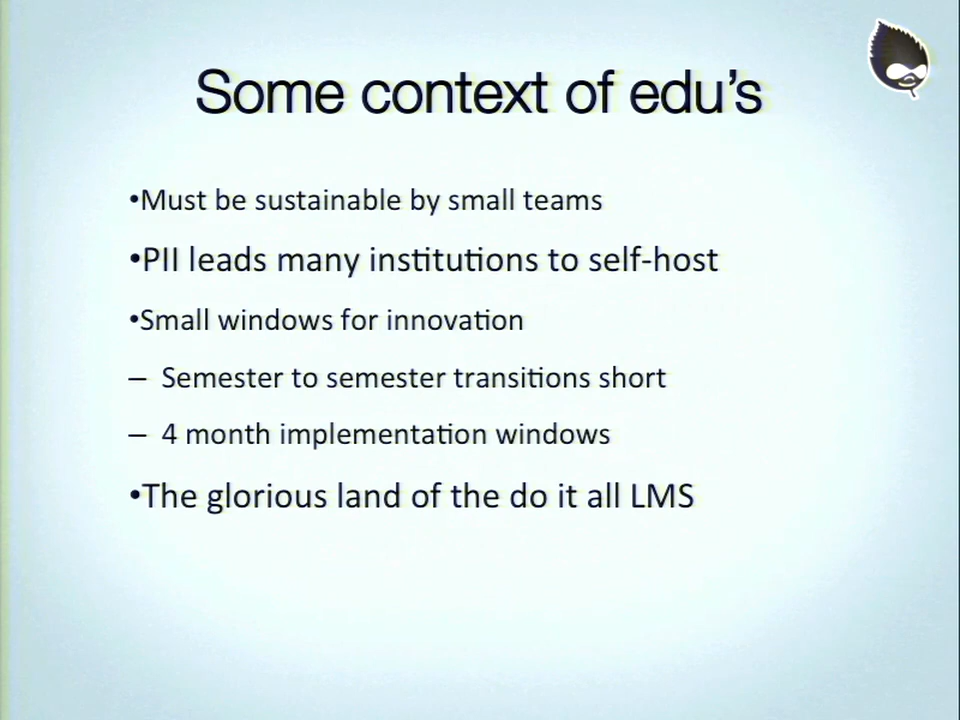 Some context of edu’s
•Must be sustainable by small teams
•PII leads many institutions to self-host
•Small windows for innovation
– Semester to semester transitions short
– 4 month implementation windows
•The glorious land of the do it all LMS